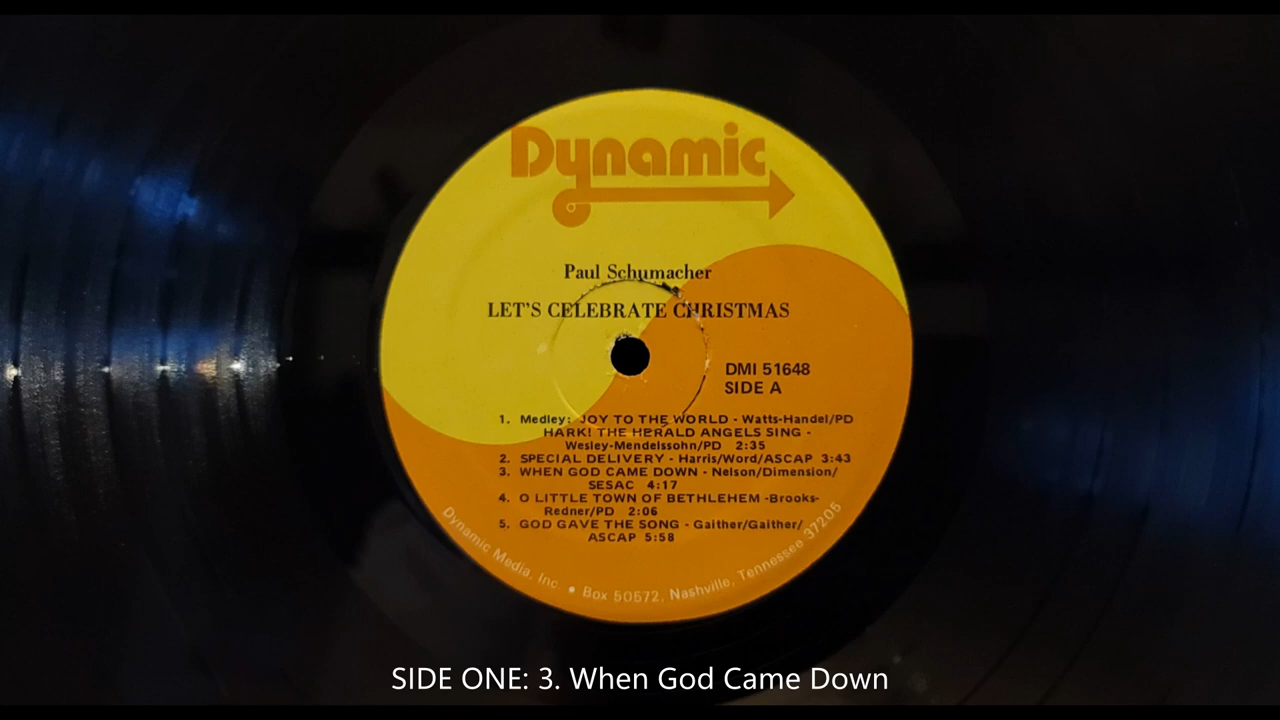 Dynamic
Paul Schumacher
LET'S CELEBRATE CHRISTMAS
DMI 51648
SIDE A
1. Medley: JOY TO THE WORLD - Watts-Handel/PD
HARK! THE HERALD ANGELS SING -
Wesley-Mendelssohn/PD 2:35
2. SPECIAL DELIVERY - Harris/Word/ASCAP 3:43
3. WHEN GOD CAME DOWN - Nelson/Dimension/
SESAC 4:17
4. O LITTLE TOWN OF BETHLEHEM -Brooks-
Redner/PD 2:06
5. GOD GAVE THE SONG - Gaither/Gaither/
ASCAP 5:58
Dynamic Media, Inc. • Box 50672, Nashville, Tennessee 37205
SIDE ONE: 3. When God Came Down